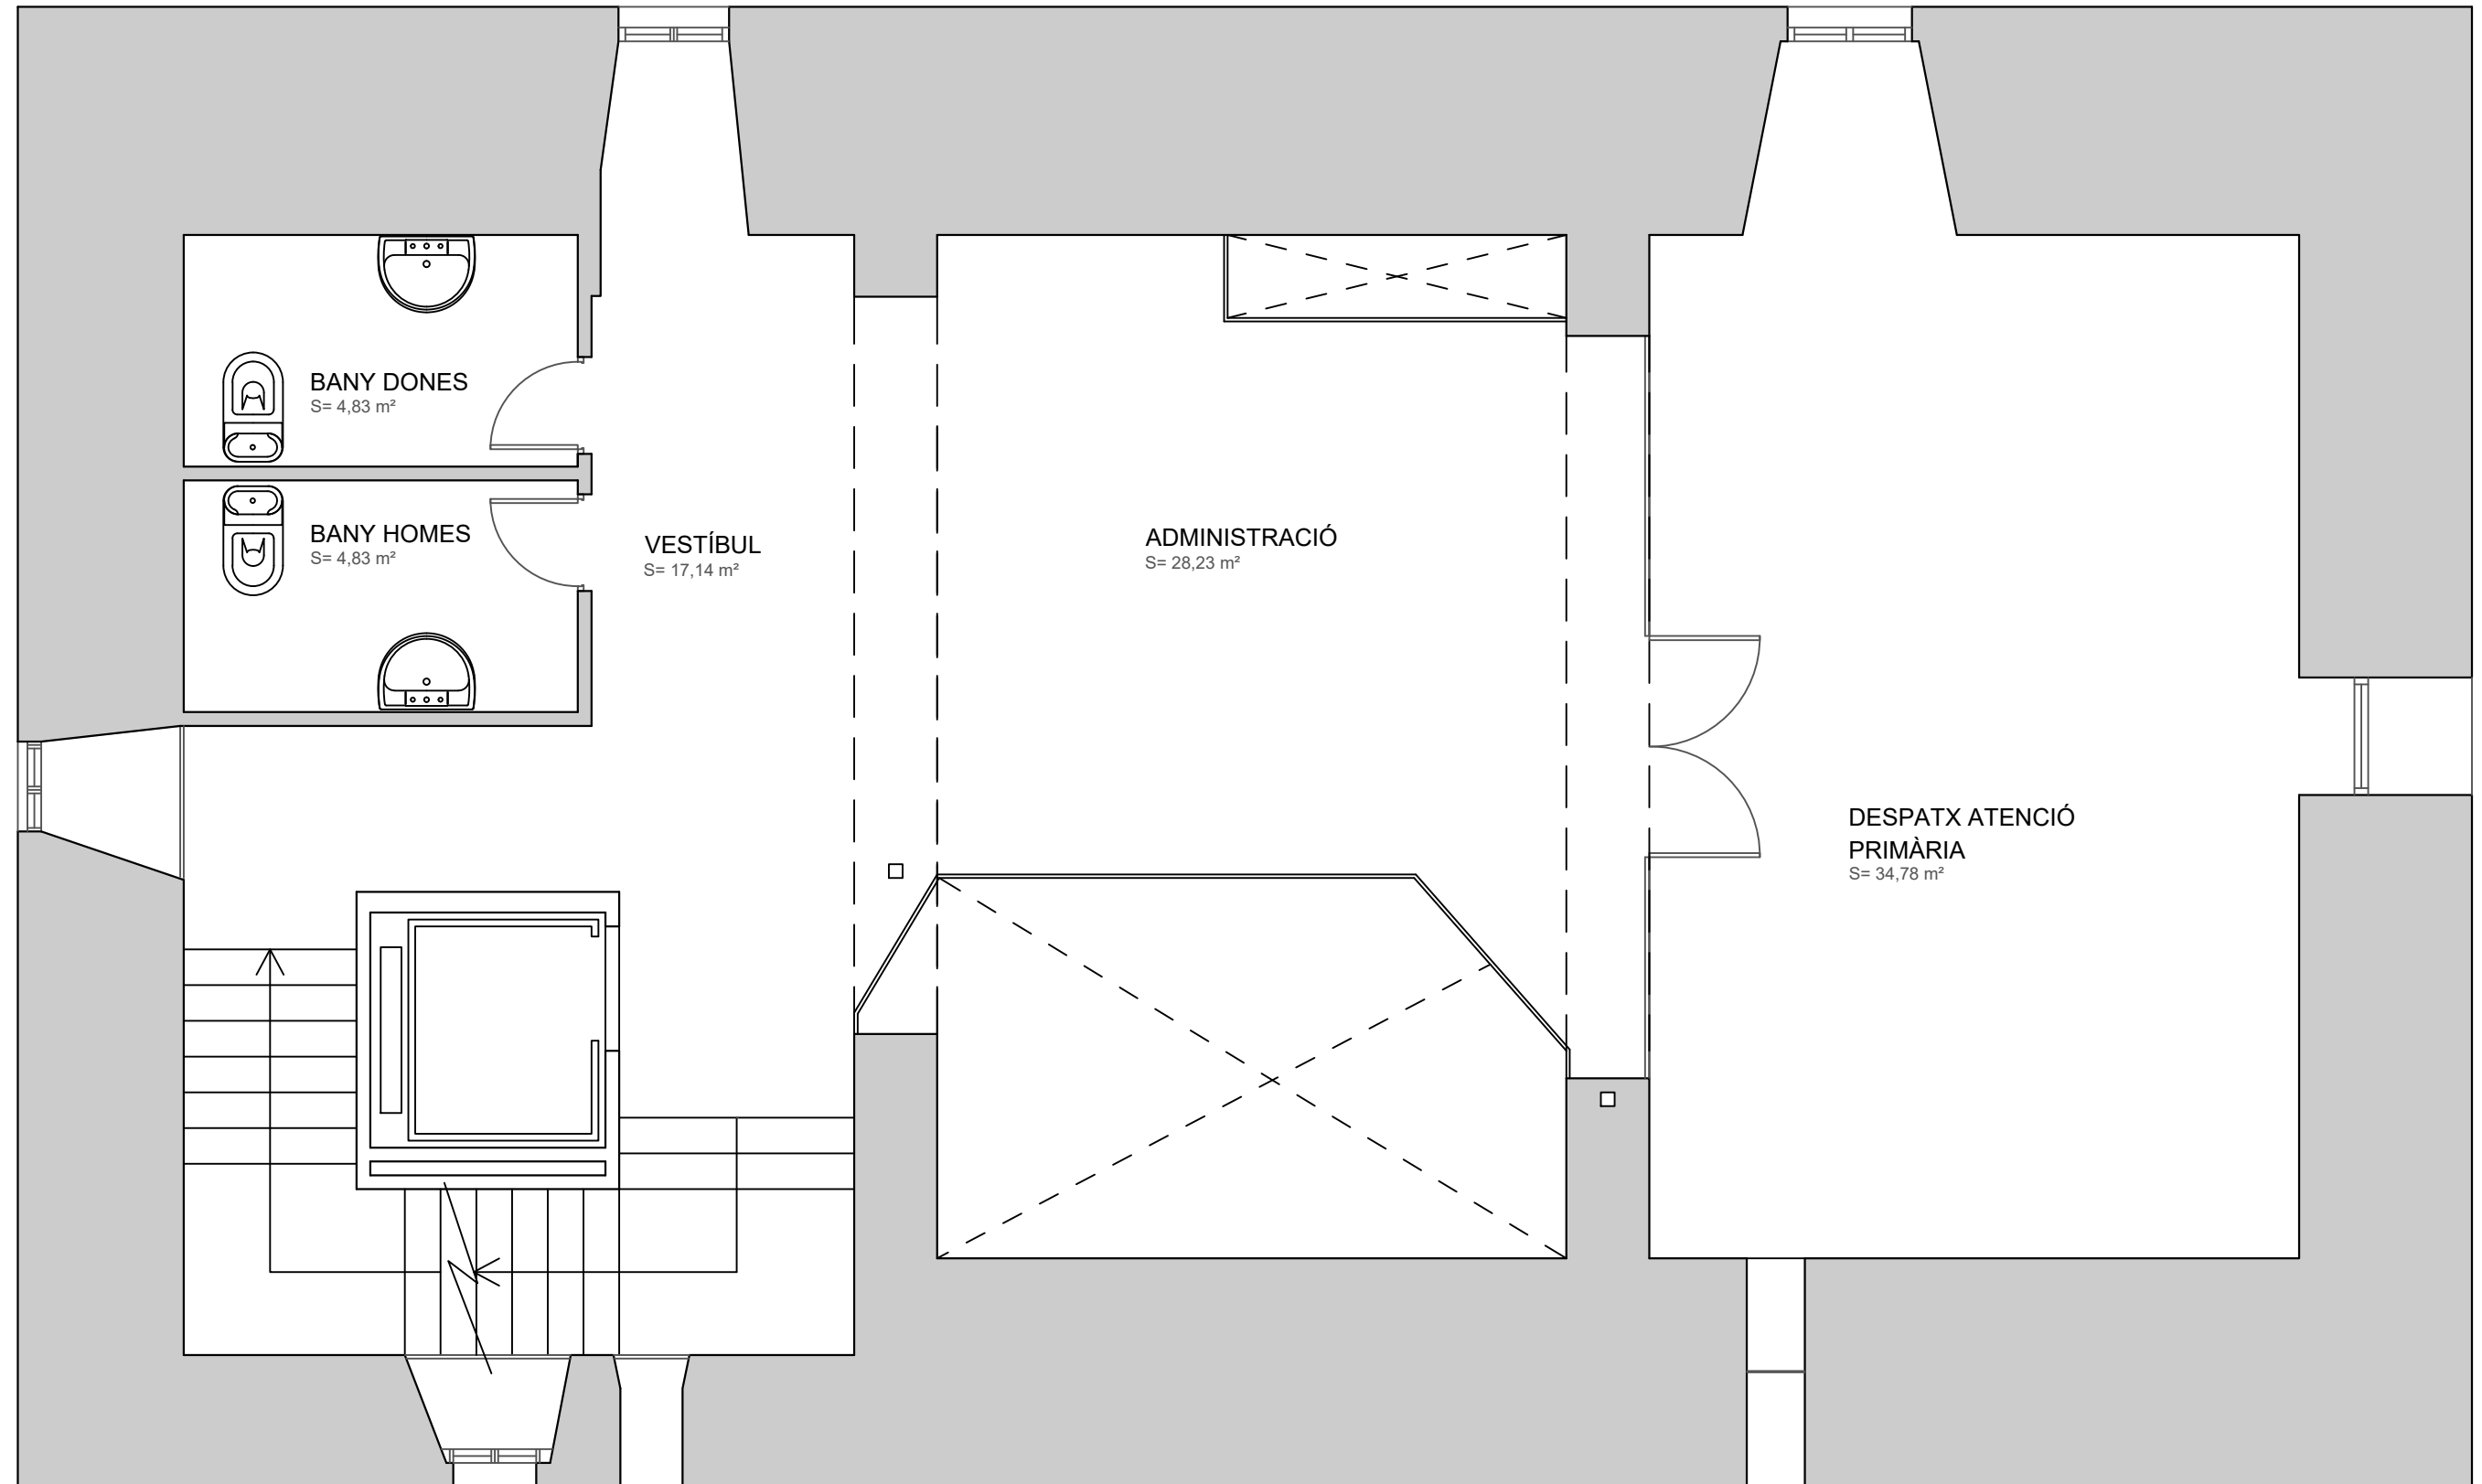 BANY DONES
S= 4,83 m²
BANY HOMES
S= 4,83 m²
VESTÍBUL
S= 17,14 m²
ADMINISTRACIÓ
S= 28,23 m²
DESPATX ATENCIÓ
PRIMÀRIA
S= 34,78 m²